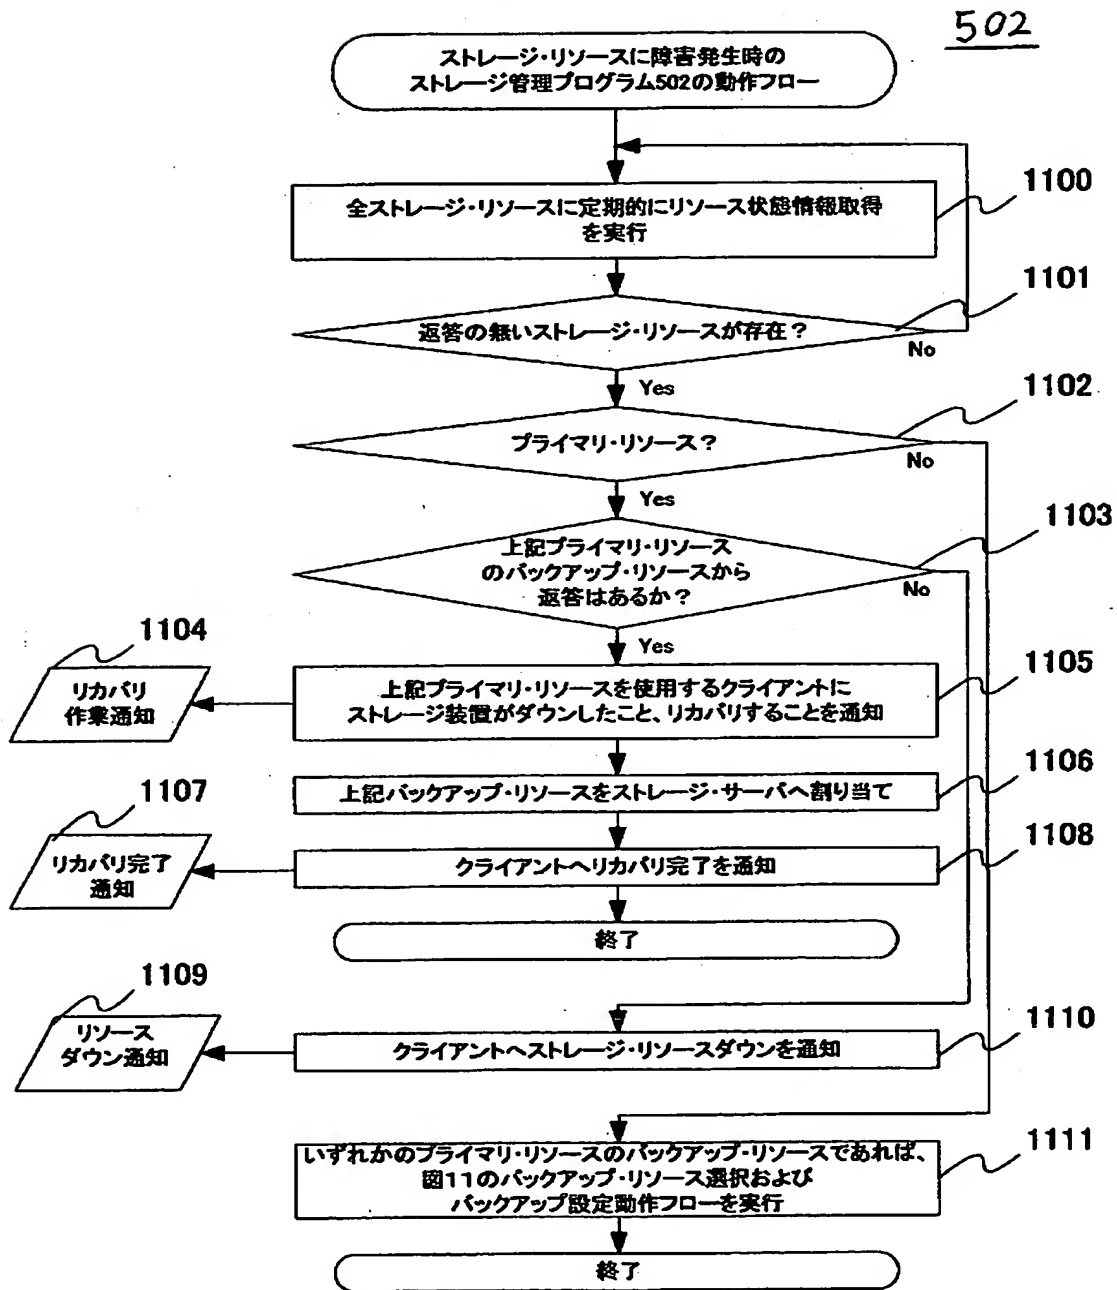 502
ストレージ・リソースに障害発生時の
ストレージ管理プログラム502の動作フロー
1100
全ストレージ・リソースに定期的にリソース状態情報取得
を実行
1101
返答の無いストレージ・リソースが存在？
No
Yes
1102
プライマリ・リソース？
No
Yes
1103
上記プライマリ・リソース
のバックアップ・リソースから
返答はあるか？
No
Yes
1104
リカバリ
作業通知
1105
上記プライマリ・リソースを使用するクライアントに
ストレージ装置がダウンしたこと、リカバリすることを通知
1106
上記バックアップ・リソースをストレージ・サーバへ割り当て
1107
リカバリ完了
通知
1108
クライアントへリカバリ完了を通知
終了
1109
リソース
ダウン通知
1110
クライアントへストレージ・リソースダウンを通知
1111
いずれかのプライマリ・リソースのバックアップ・リソースであれば、
図11のバックアップ・リソース選択および
バックアップ設定動作フローを実行
終了